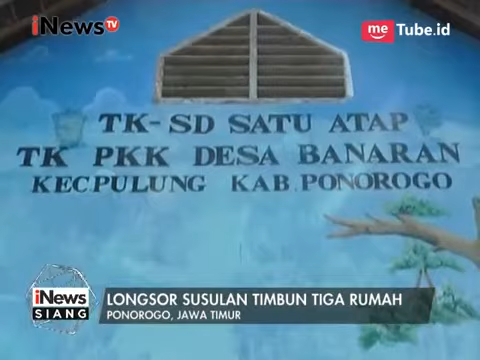 iNews TV
SIANG
me Tube.id
TK-SD SATU ATAP
TK PKK DESA BANARAN
KECPULUNG KAB.PONOROGO
iNews
SIANG
LONGSOR SUSULAN TIMBUN TIGA RUMAH
PONOROGO, JAWA TIMUR